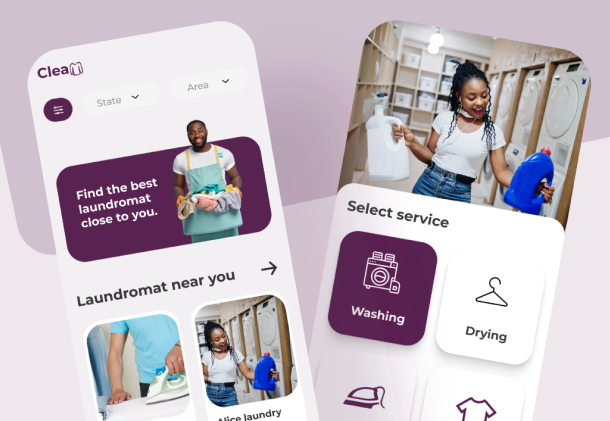 Clea
State
Area
Find the best
laundromat
close to you.
Laundromat near you
Alice laundry
Select service
Washing
Drying